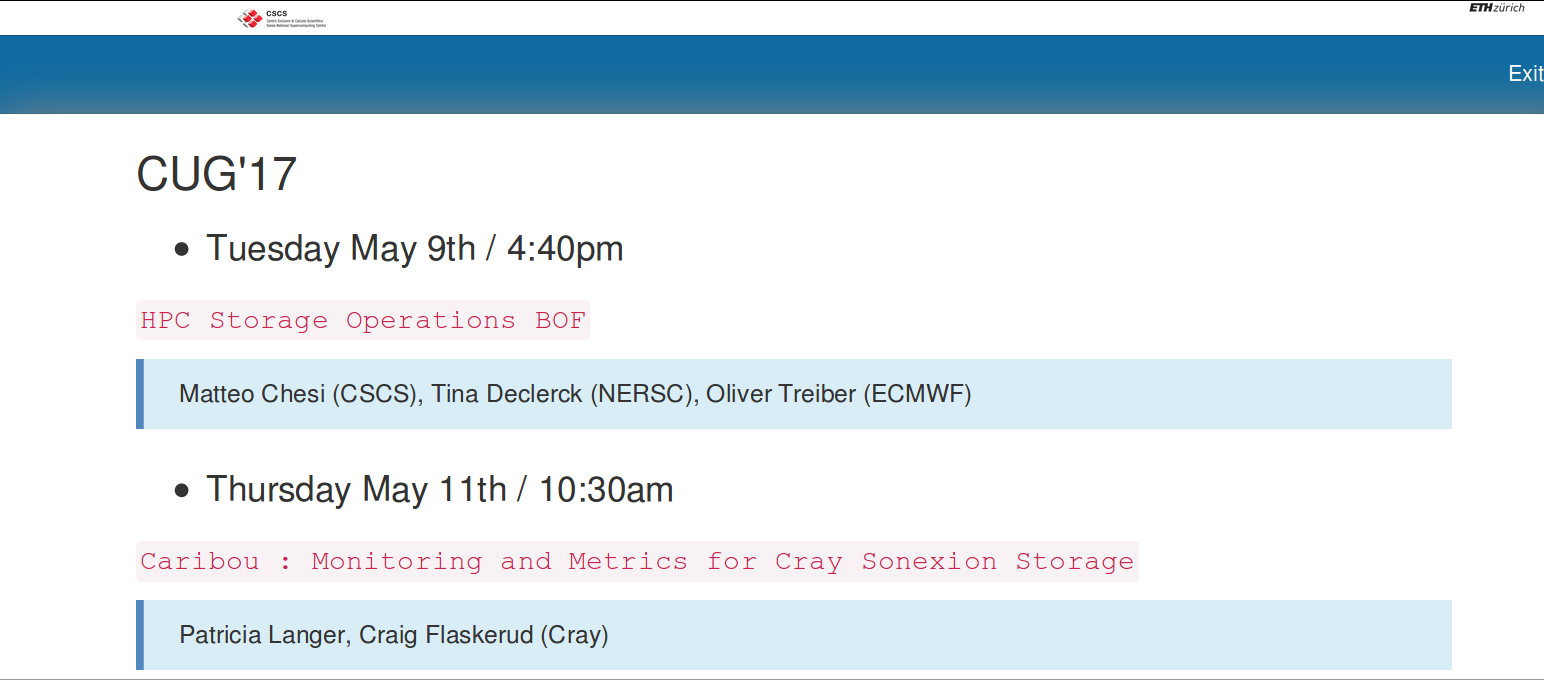 CSCS
Centro Svizzero di Calcolo Scientifico
Swiss National Supercomputing Centre
ETH zürich
Exit
CUG'17
• Tuesday May 9th / 4:40pm
HPC Storage Operations BOF
Matteo Chesi (CSCS), Tina Declerck (NERSC), Oliver Treiber (ECMWF)
• Thursday May 11th / 10:30am
Caribou : Monitoring and Metrics for Cray Sonexion Storage
Patricia Langer, Craig Flaskerud (Cray)